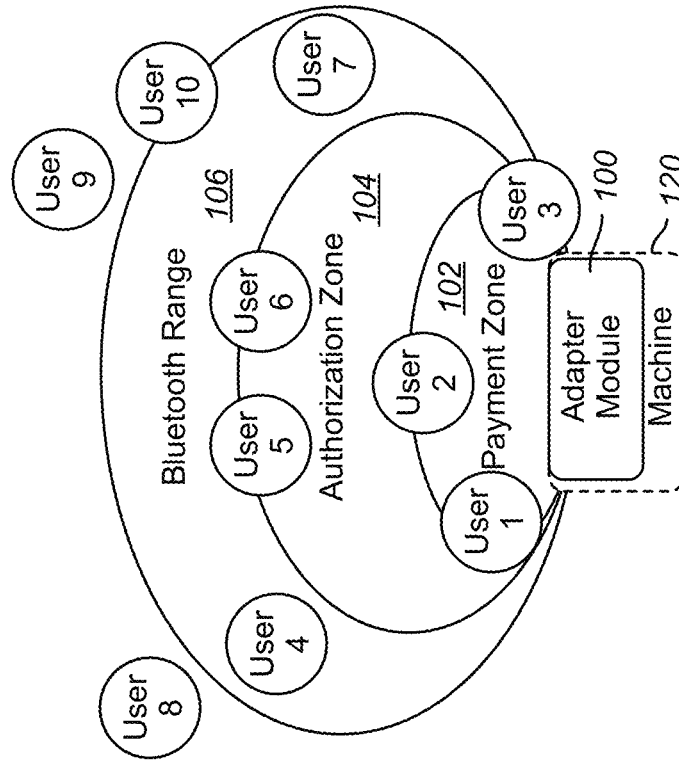 User
9
User
8
User
10
Bluetooth Range
106
User
7
User
4
User
5
User
6
Authorization Zone
104
User
2
102
Payment Zone
User
1
User
3
Adapter
Module
Machine
100
120